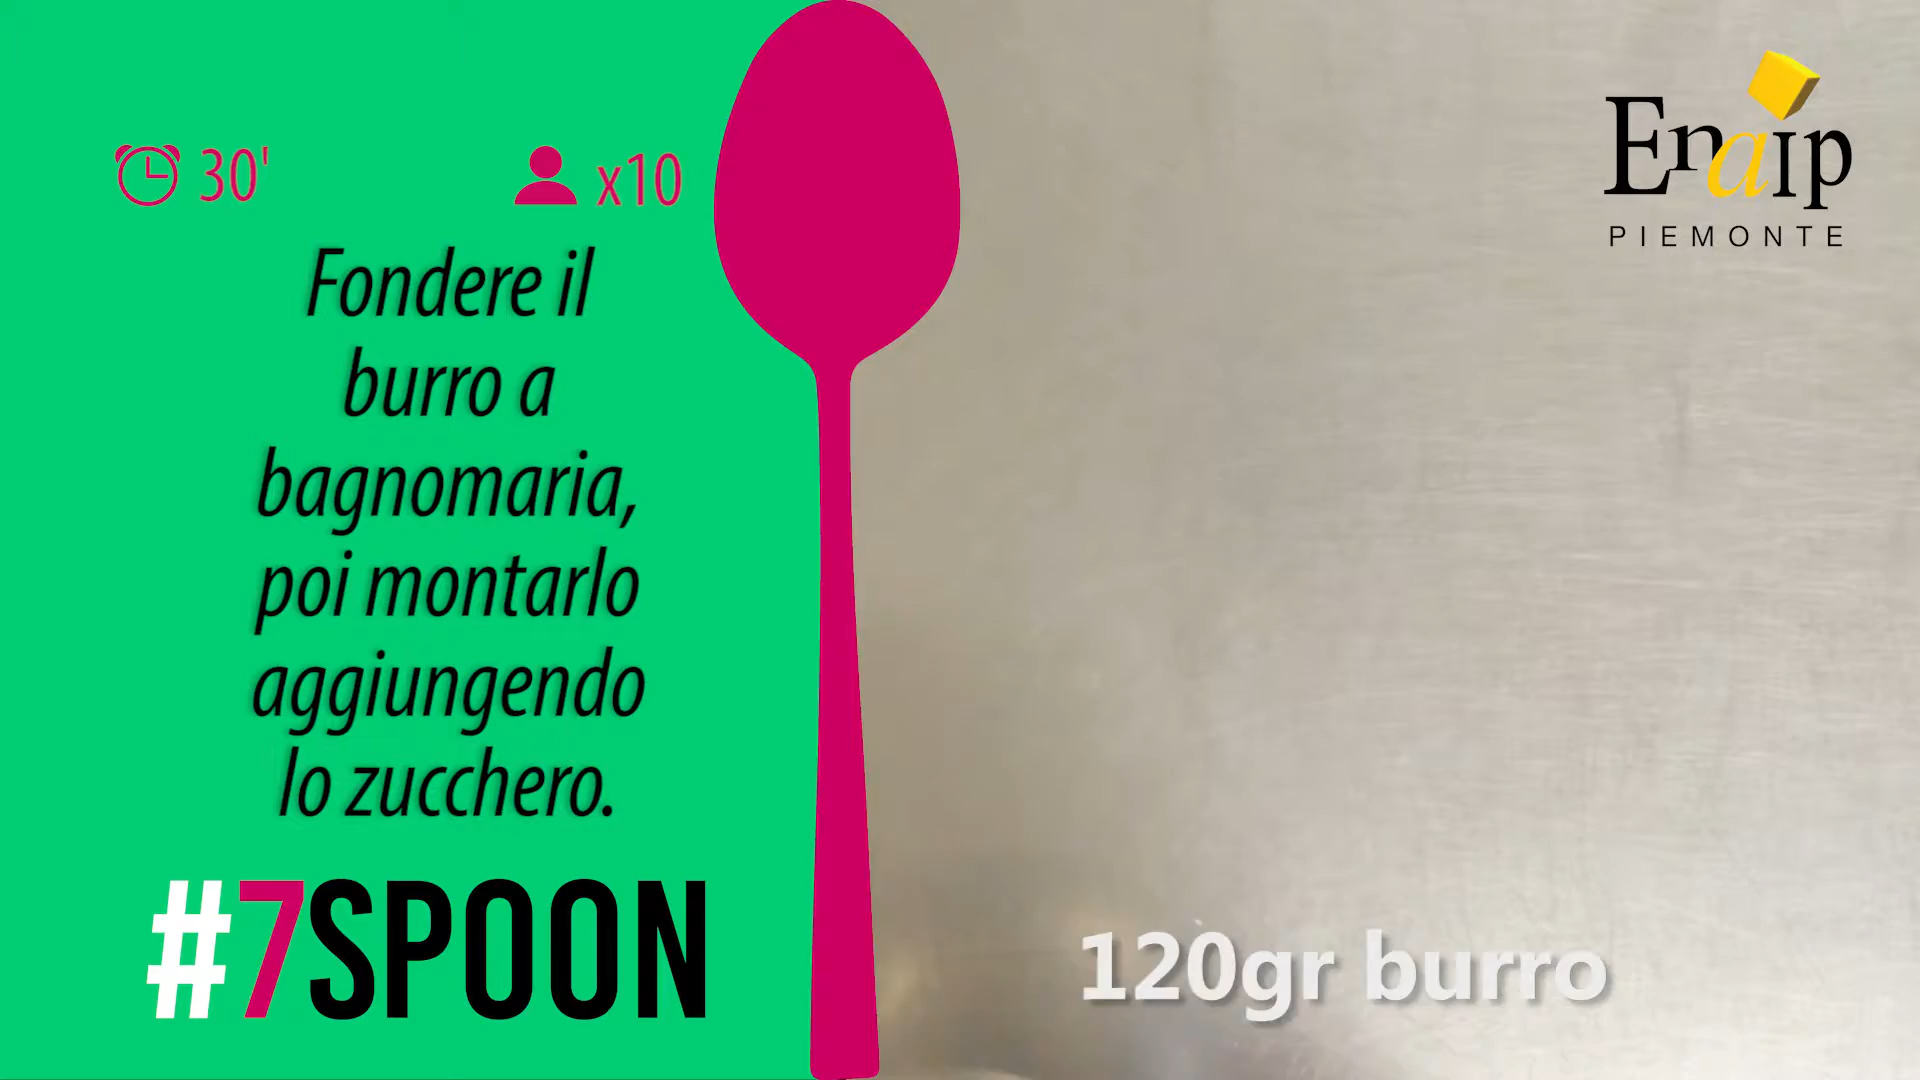 30'
x10
Fondere il
burro a
bagnomaria,
poi montarlo
aggiungendo
lo zucchero.
#7SPOON
Enaip
PIEMONTE
120gr burro